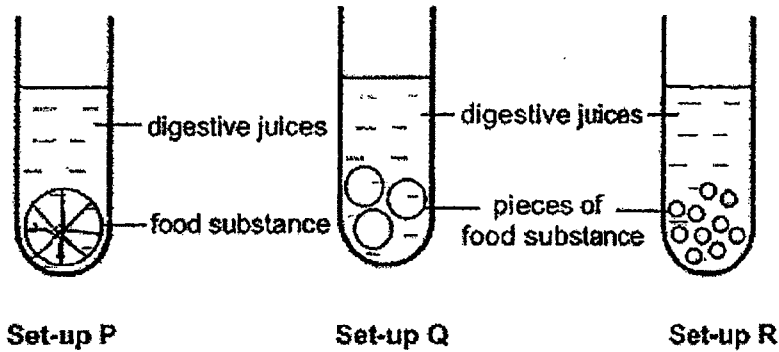 digestive juices
digestive juices
food substance
pieces of
food substance
Set-up P
Set-up Q
Set-up R